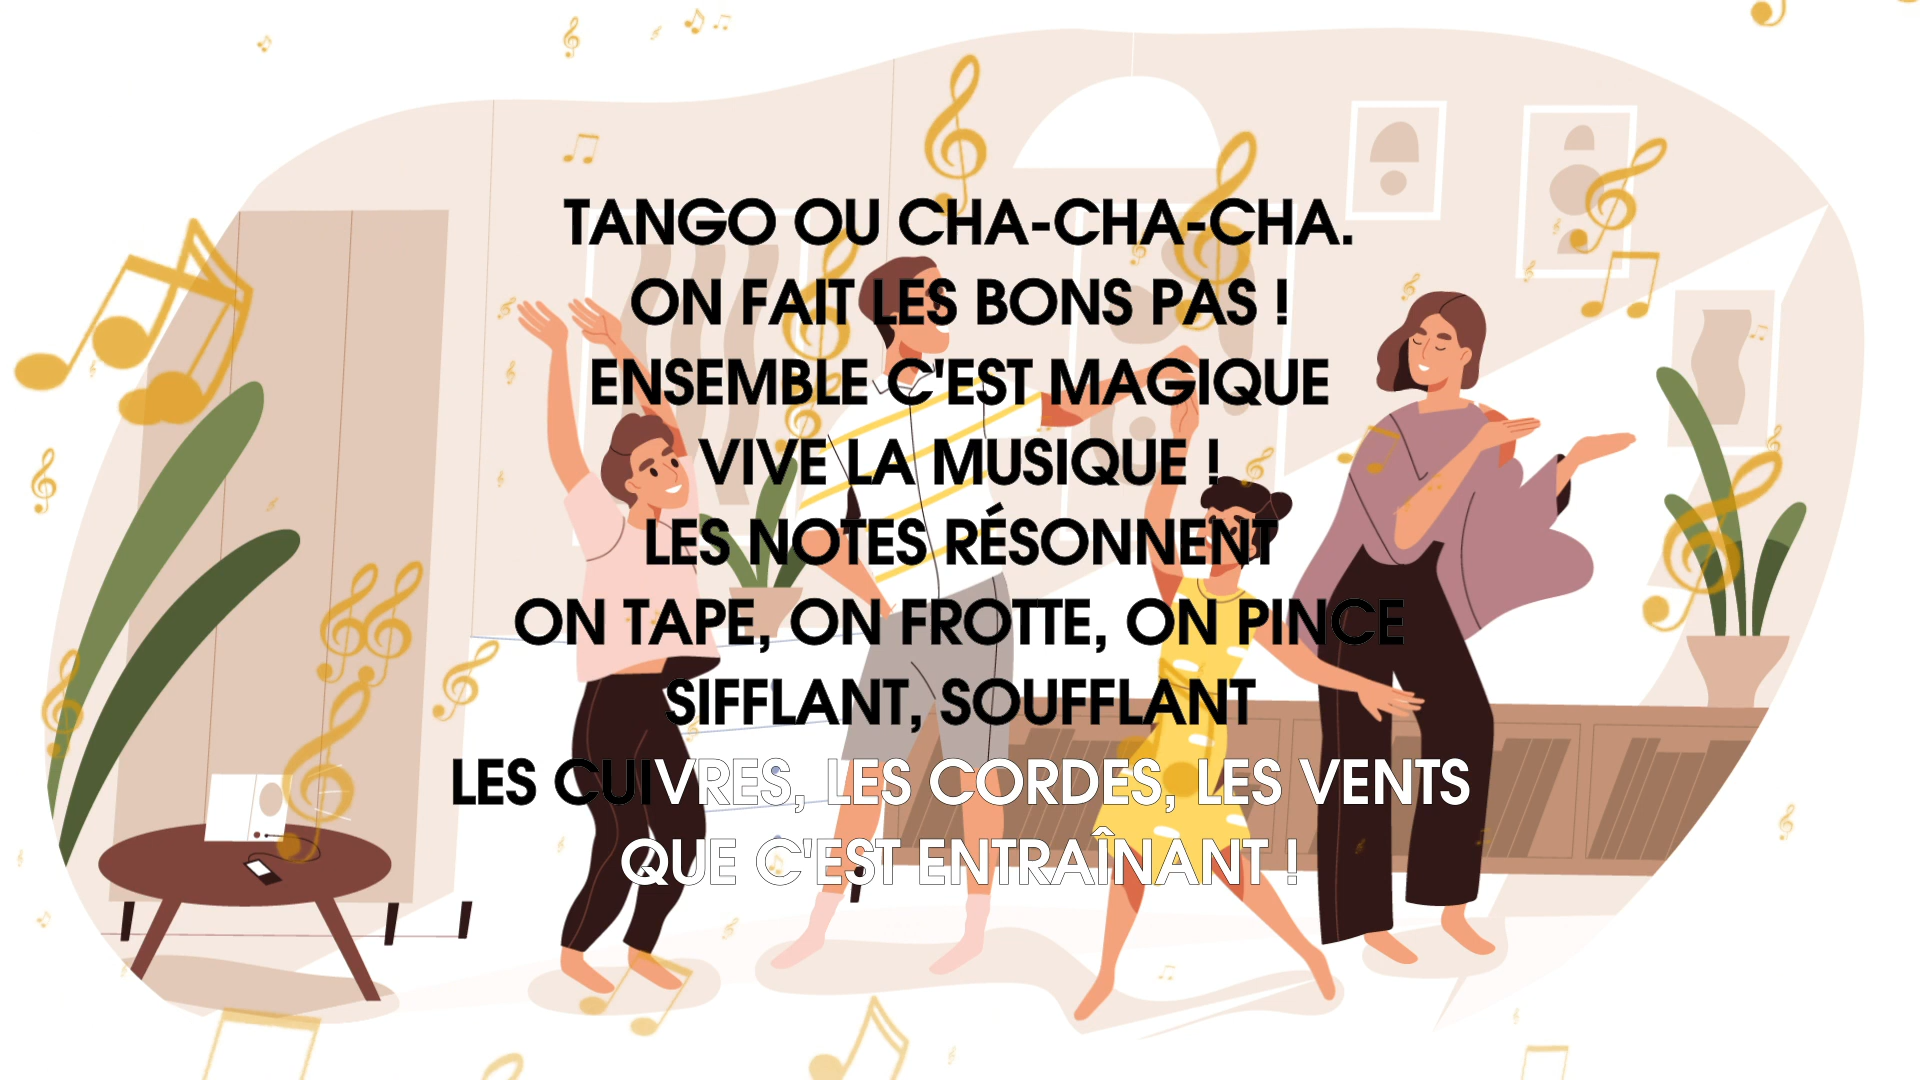 TANGO OU CHA-CHA-CHA.
ON FAIT LES BONS PAS !
ENSEMBLE C'EST MAGIQUE
VIVE LA MUSIQUE !
LES NOTES RÉSONNENT
ON TAPE, ON FROTTE, ON PINCE
SIFFLANT, SOUFFLANT
LES CUIVRES, LES CORDES, LES VENTS
QUE C'EST ENTRAÎNANT !